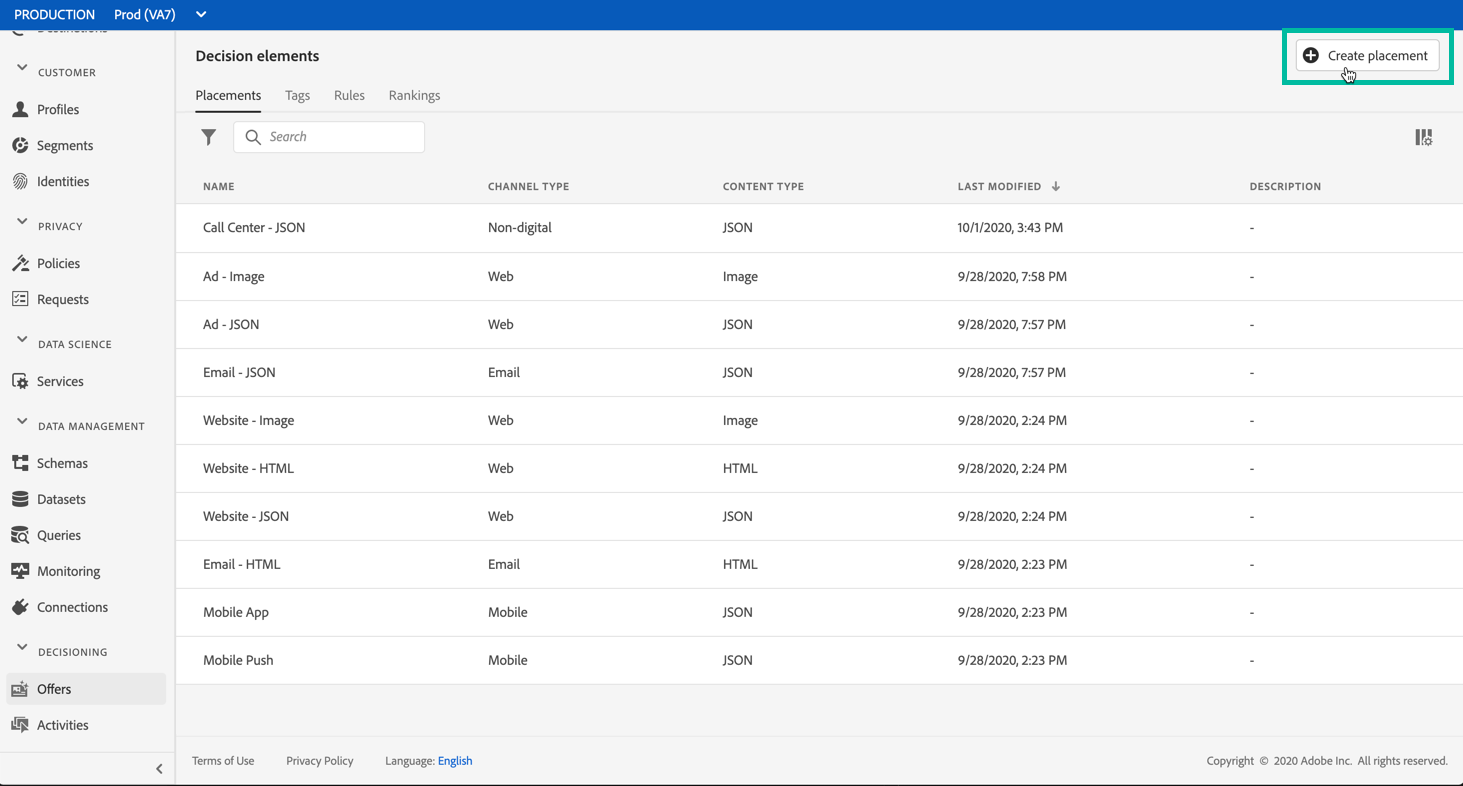 PRODUCTION Prod (VA7)
Destinations
CUSTOMER
Profiles
Segments
Identities
PRIVACY
Policies
Requests
DATA SCIENCE
Services
DATA MANAGEMENT
Schemas
Datasets
Queries
Monitoring
Connections
DECISIONING
Offers
Activities
Decision elements
Create placement
Placements Tags Rules Rankings
Search
NAME CHANNEL TYPE CONTENT TYPE LAST MODIFIED DESCRIPTION
Call Center - JSON Non-digital JSON 10/1/2020, 3:43 PM -
Ad - Image Web Image 9/28/2020, 7:58 PM -
Ad - JSON Web JSON 9/28/2020, 7:57 PM -
Email - JSON Email JSON 9/28/2020, 7:57 PM -
Website - Image Web Image 9/28/2020, 2:24 PM -
Website - HTML Web HTML 9/28/2020, 2:24 PM -
Website - JSON Web JSON 9/28/2020, 2:24 PM -
Email - HTML Email HTML 9/28/2020, 2:23 PM -
Mobile App Mobile JSON 9/28/2020, 2:23 PM -
Mobile Push Mobile JSON 9/28/2020, 2:23 PM -
Terms of Use Privacy Policy Language: English Copyright © 2020 Adobe Inc. All rights reserved.